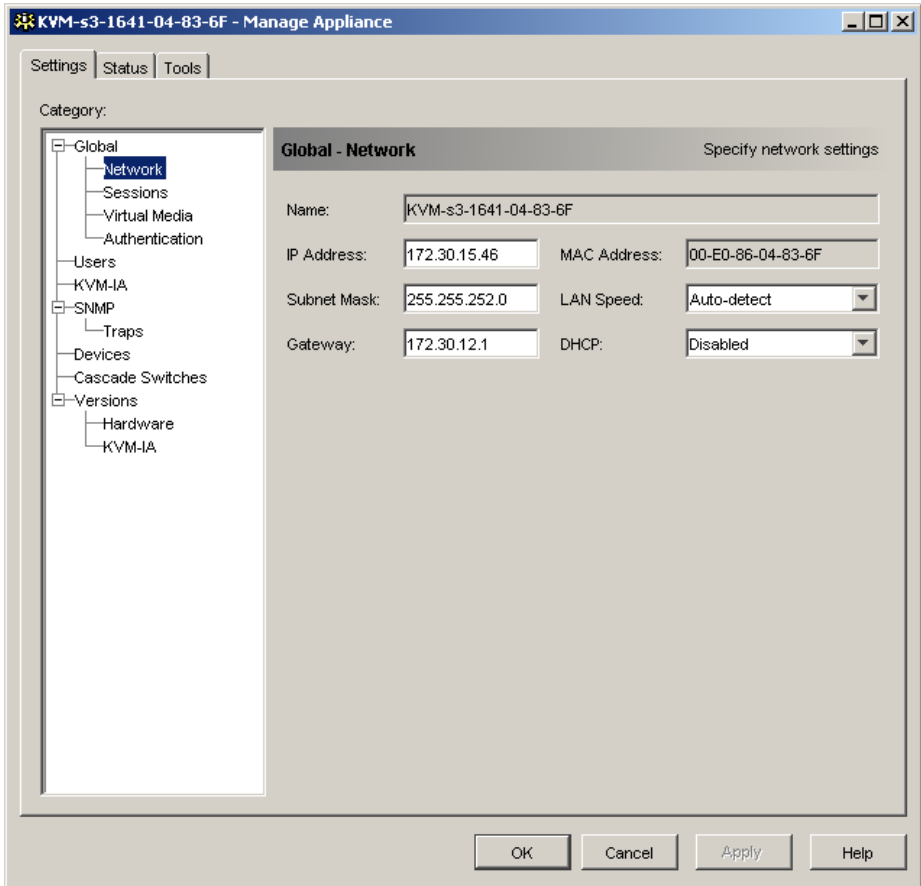 KVM-s3-1641-04-83-6F - Manage Appliance
Settings Status Tools
Category:
Global
Network
Sessions
Virtual Media
Authentication
Users
KVM-IA
SNMP
Traps
Devices
Cascade Switches
Versions
Hardware
KVM-IA
Global - Network Specify network settings
Name: KVM-s3-1641-04-83-6F
IP Address: 172.30.15.46 MAC Address: 00-E0-86-04-83-6F
Subnet Mask: 255.255.252.0 LAN Speed: Auto-detect
Gateway: 172.30.12.1 DHCP: Disabled
OK Cancel Apply Help